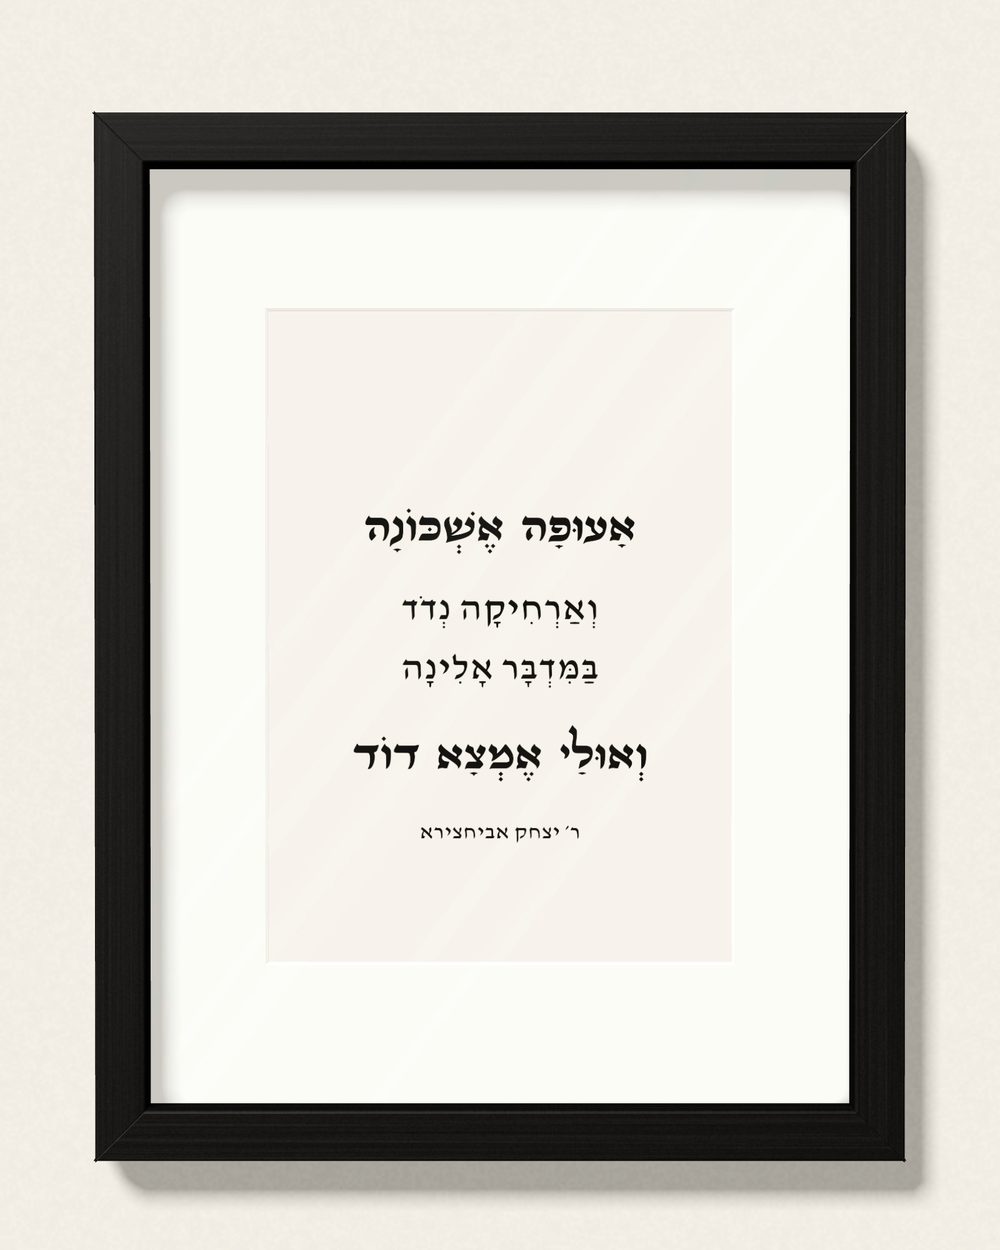 אָעוּפָּה אֶשְׁכּוֹנָה
וְאַרְחִיקָה נְדֹד
בַּמִּדְבָּר אָלִינָה
וְאוּלַי אֶמְצָא דוֹד
ר׳ יצחק אביחצירא